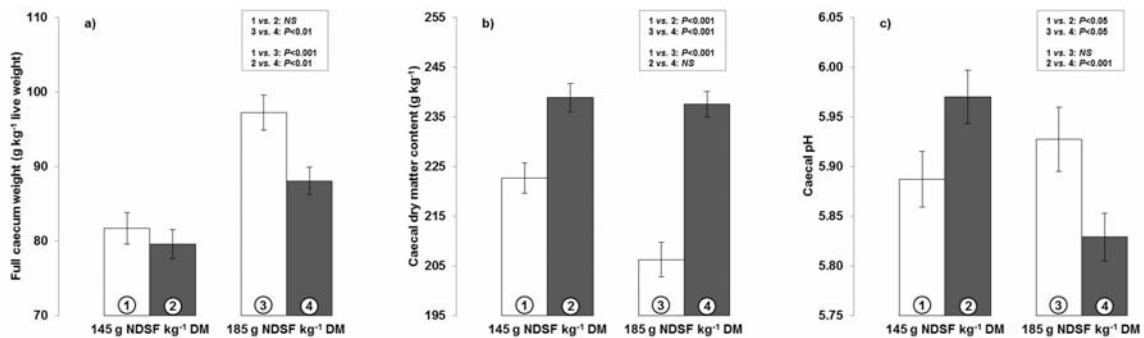 a)
1 vs. 2: NS
3 vs. 4: P<0.01
1 vs. 3: P<0.001
2 vs. 4: P<0.01
Full caecum weight (g kg⁻¹ live weight)
110
100
90
80
70
1
2
3
4
145 g NDSF kg⁻¹ DM
185 g NDSF kg⁻¹ DM
b)
1 vs. 2: P<0.001
3 vs. 4: P<0.001
1 vs. 3: P<0.001
2 vs. 4: NS
Caecal dry matter content (g kg⁻¹)
255
245
235
225
215
205
195
1
2
3
4
145 g NDSF kg⁻¹ DM
185 g NDSF kg⁻¹ DM
c)
1 vs. 2: P<0.05
3 vs. 4: P<0.05
1 vs. 3: NS
2 vs. 4: P<0.001
Caecal pH
6.05
6.00
5.95
5.90
5.85
5.80
5.75
1
2
3
4
145 g NDSF kg⁻¹ DM
185 g NDSF kg⁻¹ DM